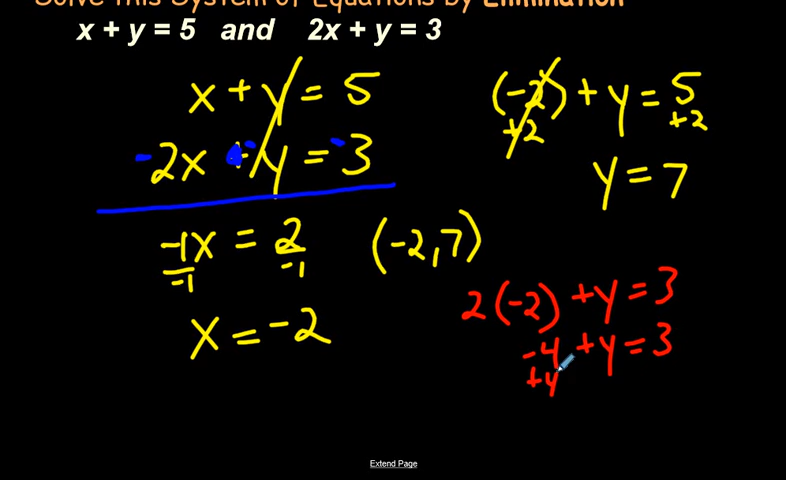 Solve this System of Equations by Elimination
x + y = 5 and 2x + y = 3
x + y = 5
-2x - y = -3
-1x = 2
-1 -1
x = -2
(-2,7)
(-2) + y = 5
+2 +2
y = 7
2(-2) + y = 3
-4 + y = 3
+4
Extend Page